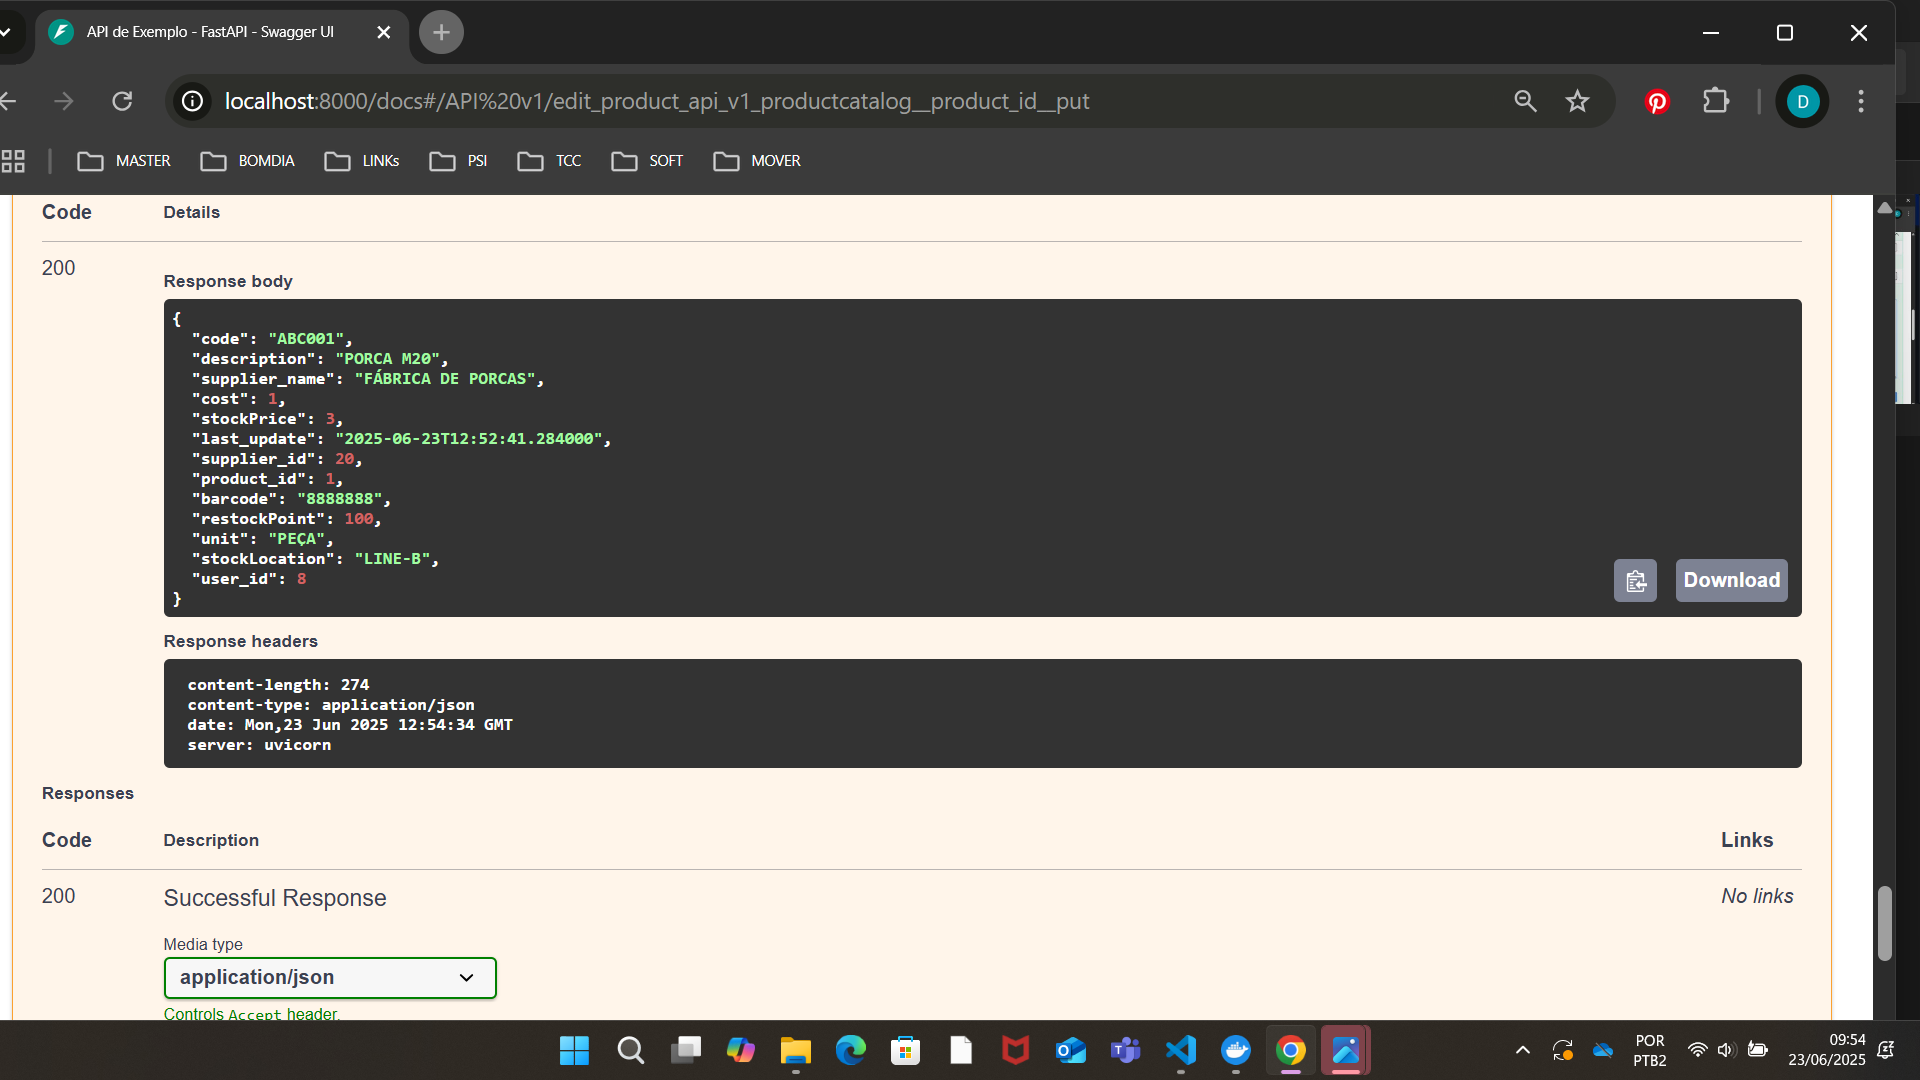 API de Exemplo - FastAPI - Swagger UI
localhost:8000/docs#/API%20v1/edit_product_api_v1_productcatalog__product_id__put
D
MASTER
BOMDIA
LINKs
PSI
TCC
SOFT
MOVER
Code Details
200
Response body
{
"code": "ABC001",
"description": "PORCA M20",
"supplier_name": "FÁBRICA DE PORCAS",
"cost": 1,
"stockPrice": 3,
"last_update": "2025-06-23T12:52:41.284000",
"supplier_id": 20,
"product_id": 1,
"barcode": "8888888",
"restockPoint": 100,
"unit": "PEÇA",
"stockLocation": "LINE-B",
"user_id": 8
}
Download
Response headers
content-length: 274
content-type: application/json
date: Mon,23 Jun 2025 12:54:34 GMT
server: uvicorn
Responses
Code Description Links
200 Successful Response No links
Media type
application/json
Controls Accept header.
POR
PTB2
09:54
23/06/2025